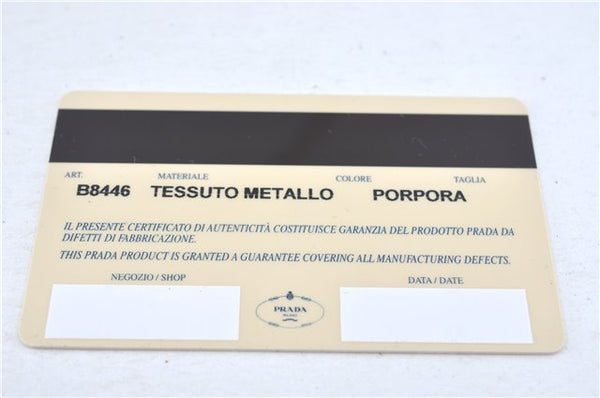 ART. MATERIALE COLORE TAGLIA
B8446 TESSUTO METALLO PORPORA
IL PRESENTE CERTIFICATO DI AUTENTICITÀ COSTITUISCE GARANZIA DEL PRODOTTO PRADA DA
DIFETTI DI FABBRICAZIONE.
THIS PRADA PRODUCT IS GRANTED A GUARANTEE COVERING ALL MANUFACTURING DEFECTS.
NEGOZIO / SHOP DATA / DATE
PRADA
MILANO